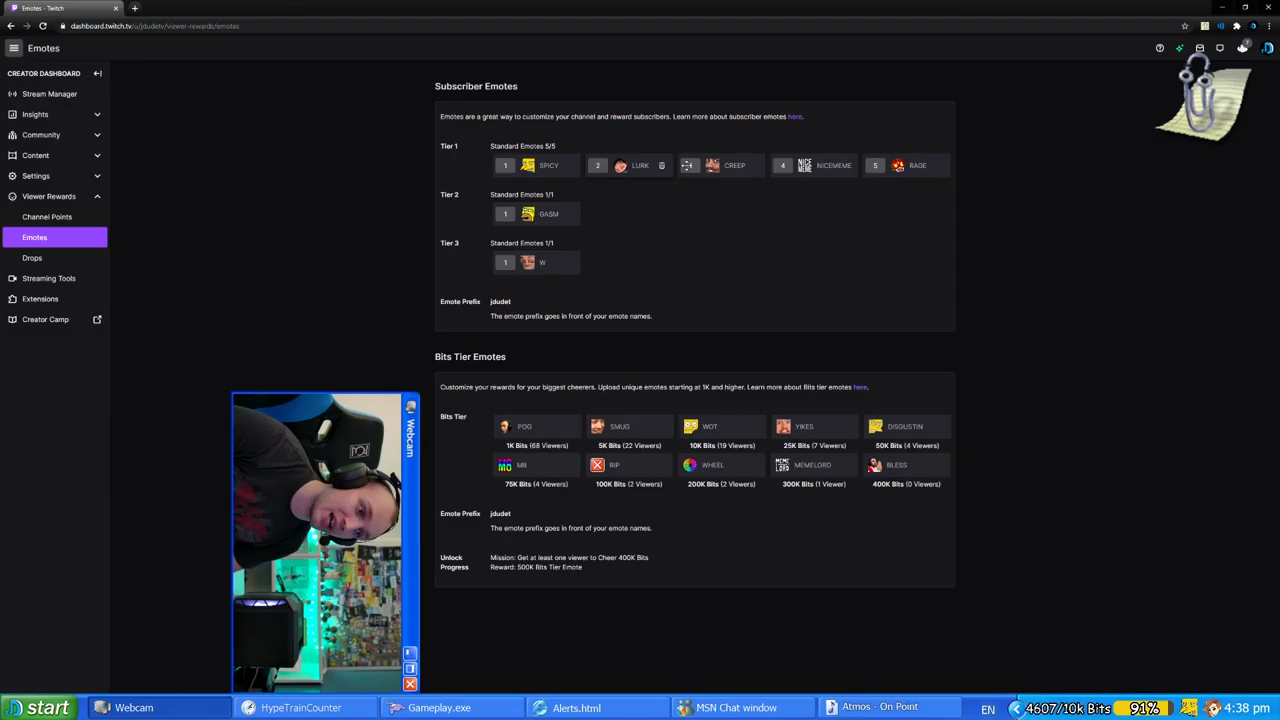 Emotes - Twitch
dashboard.twitch.tv/u/jdudetv/viewer-rewards/emotes
Emotes
CREATOR DASHBOARD
Stream Manager
Insights
Community
Content
Settings
Viewer Rewards
Channel Points
Emotes
Drops
Streaming Tools
Extensions
Creator Camp
Subscriber Emotes
Emotes are a great way to customize your channel and reward subscribers. Learn more about subscriber emotes here.
Tier 1 Standard Emotes 5/5
1 SPICY 2 LURK CREEP 4 NICE MEME NICEMEME 5 RAGE
Tier 2 Standard Emotes 1/1
1 GASM
Tier 3 Standard Emotes 1/1
1 W
Emote Prefix jdudet
The emote prefix goes in front of your emote names.
Bits Tier Emotes
Customize your rewards for your biggest cheerers. Upload unique emotes starting at 1K and higher. Learn more about Bits tier emotes here.
Bits Tier POG SMUG WOT YIKES DISGUSTIN
1K Bits (68 Viewers) 5K Bits (22 Viewers) 10K Bits (19 Viewers) 25K Bits (7 Viewers) 50K Bits (4 Viewers)
M8 RIP WHEEL MEME LORD MEMELORD BLESS
75K Bits (4 Viewers) 100K Bits (2 Viewers) 200K Bits (2 Viewers) 300K Bits (1 Viewer) 400K Bits (0 Viewers)
Emote Prefix jdudet
The emote prefix goes in front of your emote names.
Unlock Progress
Mission: Get at least one viewer to Cheer 400K Bits
Reward: 500K Bits Tier Emote
Webcam
start Webcam HypeTrainCounter Gameplay.exe Alerts.html MSN Chat window Atmos - On Point EN 4607/10k Bits 91% 4:38 pm